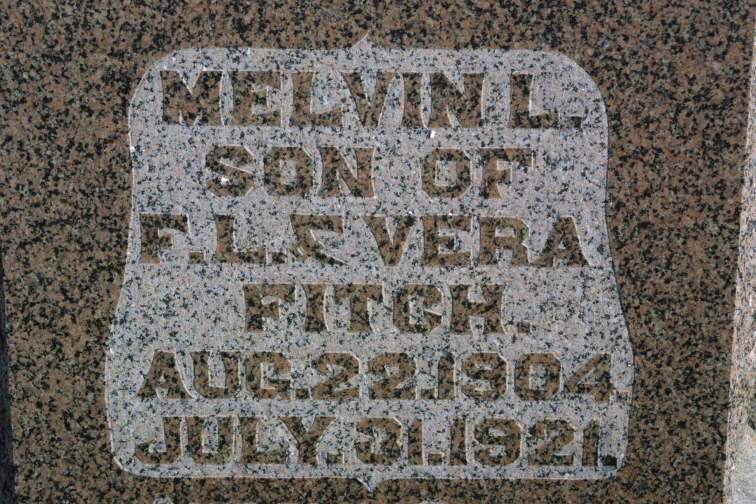 MELVIN L.
SON OF
F.L.& VERA
FITCH.
AUG.22.1904.
JULY.31.1921.